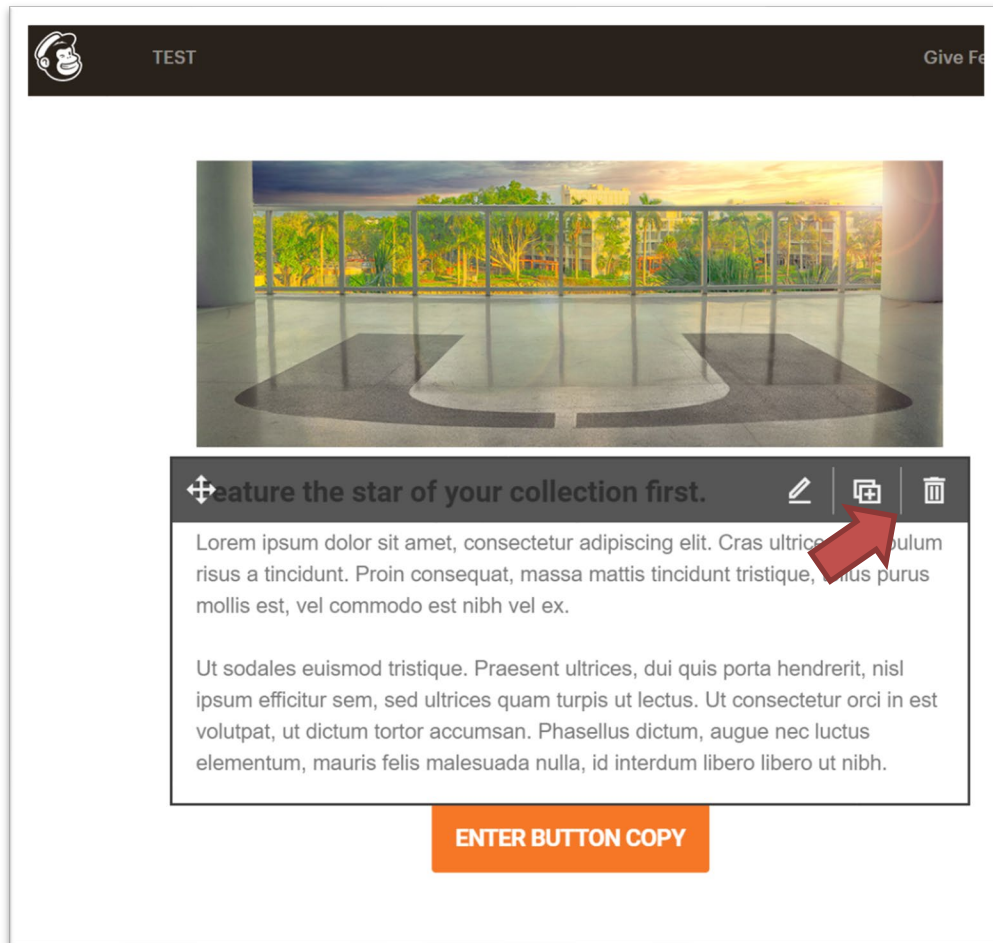 TEST
Give Fe
eature the star of your collection first.
Lorem ipsum dolor sit amet, consectetur adipiscing elit. Cras ultrice bulum
risus a tincidunt. Proin consequat, massa mattis tincidunt tristique, purus
mollis est, vel commodo est nibh vel ex.
Ut sodales euismod tristique. Praesent ultrices, dui quis porta hendrerit, nisl
ipsum efficitur sem, sed ultrices quam turpis ut lectus. Ut consectetur orci in est
volutpat, ut dictum tortor accumsan. Phasellus dictum, augue nec luctus
elementum, mauris felis malesuada nulla, id interdum libero libero ut nibh.
ENTER BUTTON COPY